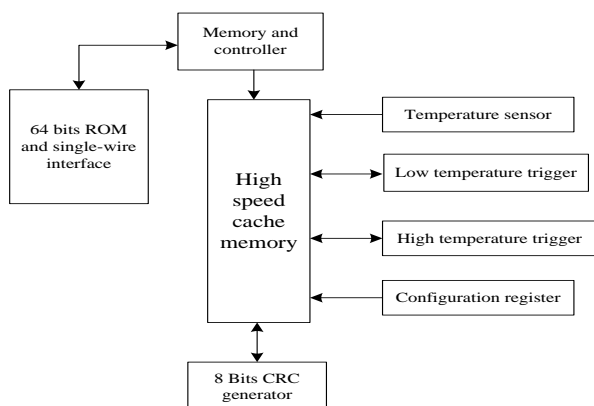 Memory and
controller
64 bits ROM
and single-wire
interface
High
speed
cache
memory
Temperature sensor
Low temperature trigger
High temperature trigger
Configuration register
8 Bits CRC
generator